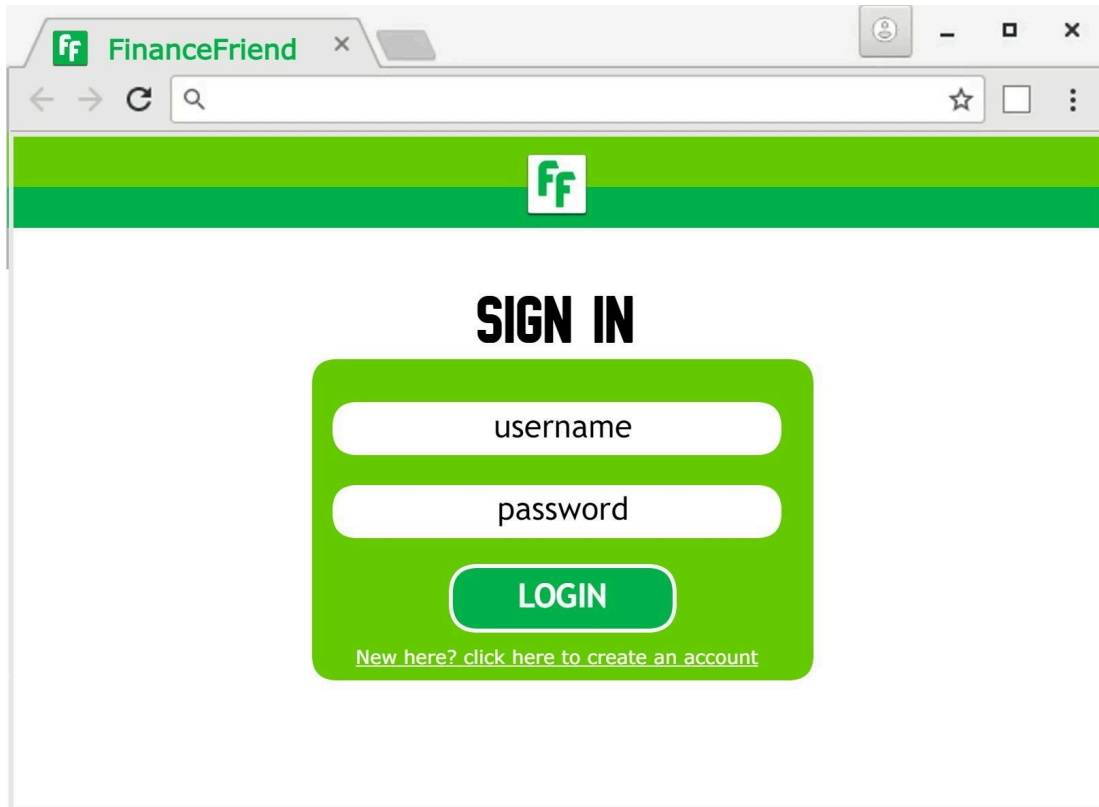 FF FinanceFriend
FF
SIGN IN
username
password
LOGIN
New here? click here to create an account